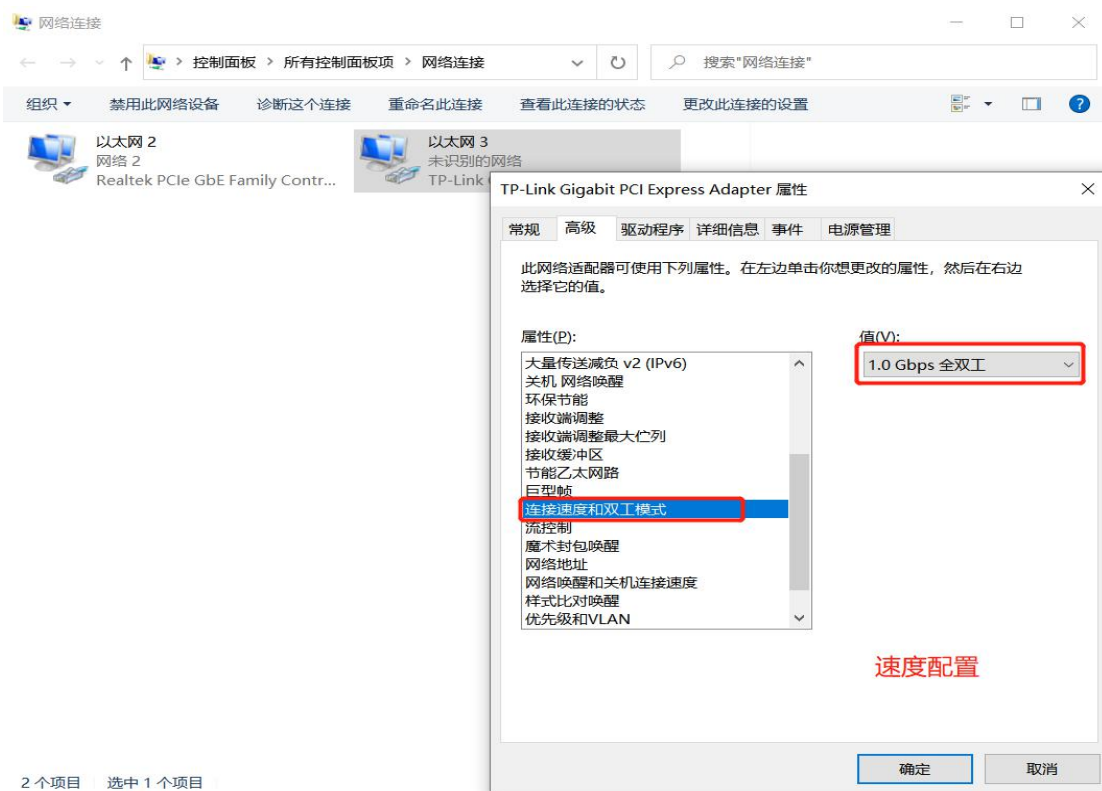 网络连接
控制面板 > 所有控制面板项 > 网络连接
搜索"网络连接"
组织 禁用此网络设备 诊断这个连接 重命名此连接 查看此连接的状态 更改此连接的设置
以太网 2
网络 2
Realtek PCIe GbE Family Contr...
以太网 3
未识别的网络
TP-Link
TP-Link Gigabit PCI Express Adapter 属性
常规 高级 驱动程序 详细信息 事件 电源管理
此网络适配器可使用下列属性。在左边单击你想更改的属性，然后在右边
选择它的值。
属性(P):
值(V):
大量传送减负 v2 (IPv6)
关机 网络唤醒
环保节能
接收端调整
接收端调整最大伫列
接收缓冲区
节能乙太网路
巨型帧
连接速度和双工模式
流控制
魔术封包唤醒
网络地址
网络唤醒和关机连接速度
样式比对唤醒
优先级和VLAN
1.0 Gbps 全双工
速度配置
确定 取消
2 个项目 选中 1 个项目